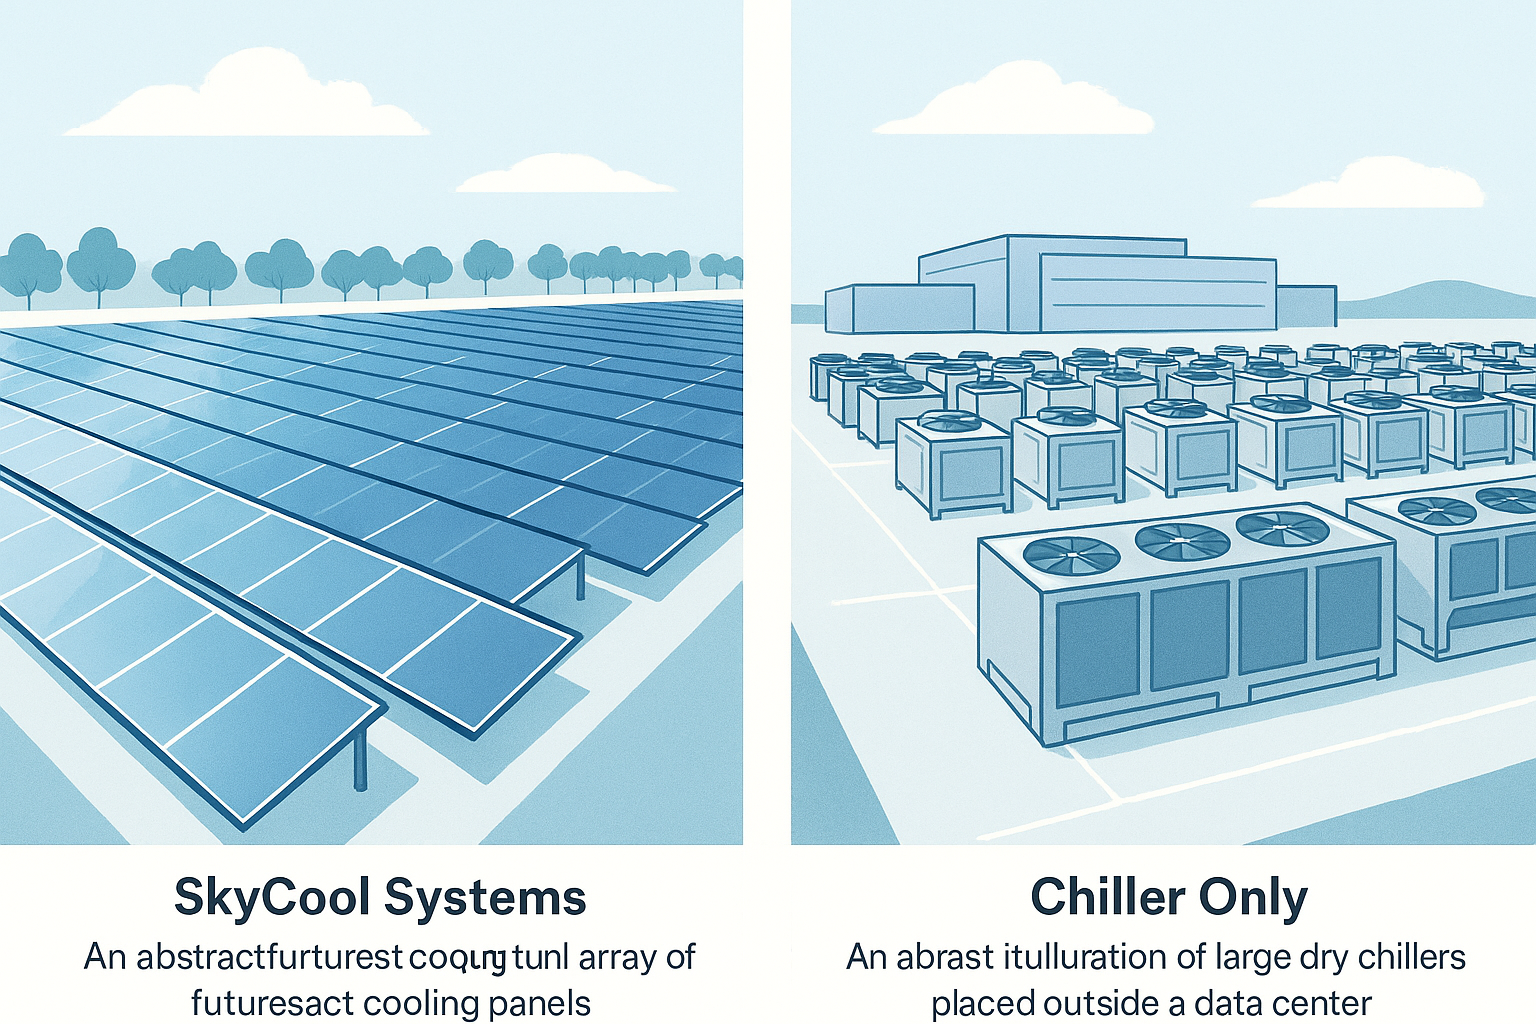 SkyCool Systems
An abstractfurturest coqung tunl array of
futuresact cooling panels
Chiller Only
An abrast itulluration of large dry chillers
placed outside a data center